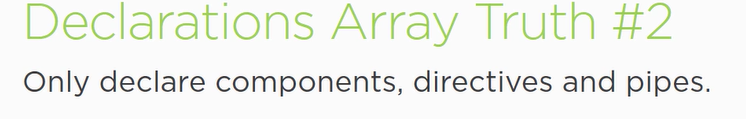 Declarations Array Truth #2
Only declare components, directives and pipes.